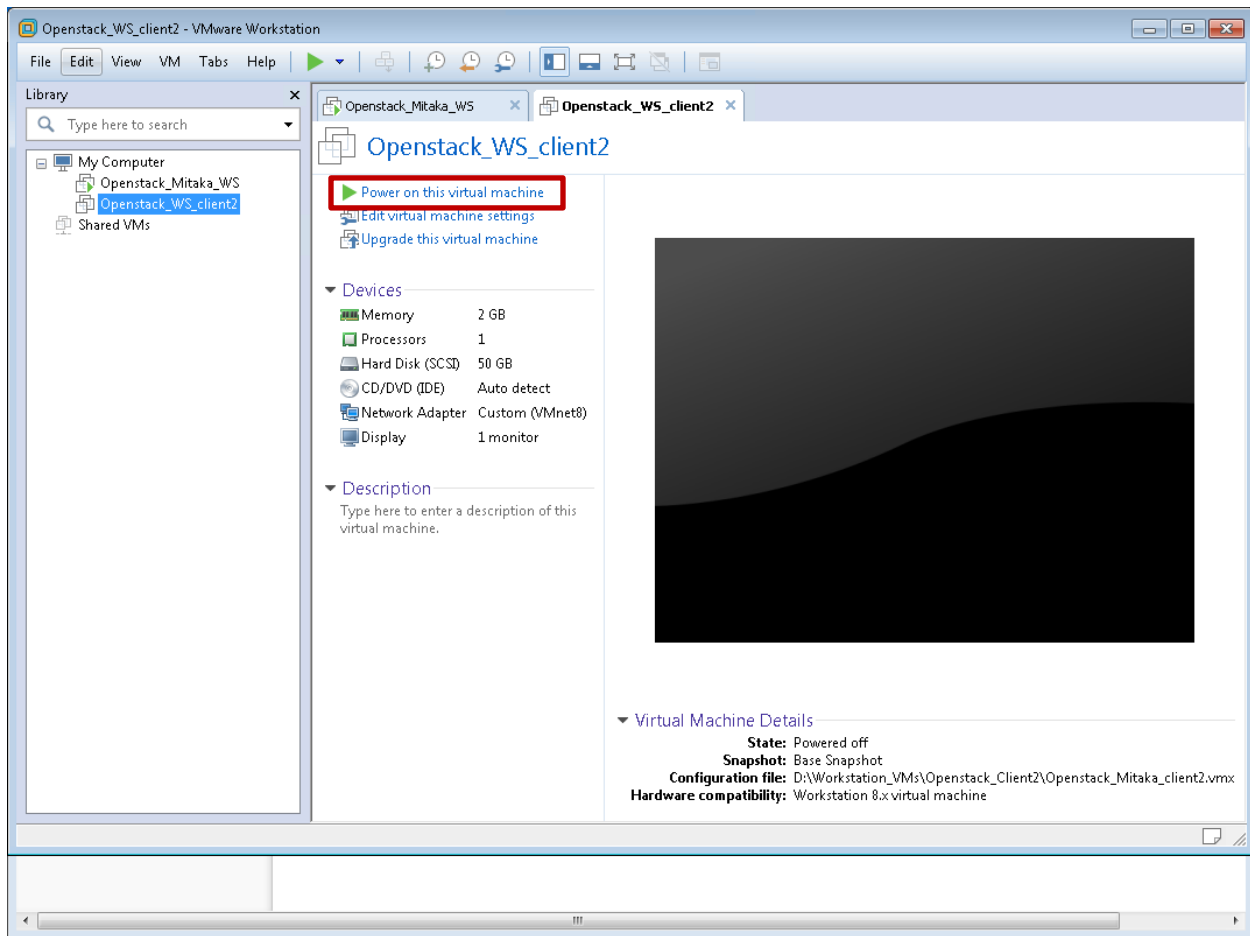 Openstack_WS_client2 - VMware Workstation
File Edit View VM Tabs Help
Library
Type here to search
My Computer
Openstack_Mitaka_WS
Openstack_WS_client2
Shared VMs
Openstack_Mitaka_WS Openstack_WS_client2
Openstack_WS_client2
Power on this virtual machine
Edit virtual machine settings
Upgrade this virtual machine
Devices
Memory 2 GB
Processors 1
Hard Disk (SCSI) 50 GB
CD/DVD (IDE) Auto detect
Network Adapter Custom (VMnet8)
Display 1 monitor
Description
Type here to enter a description of this
virtual machine.
Virtual Machine Details
State: Powered off
Snapshot: Base Snapshot
Configuration file: D:\Workstation_VMs\Openstack_Client2\Openstack_Mitaka_client2.vmx
Hardware compatibility: Workstation 8.x virtual machine